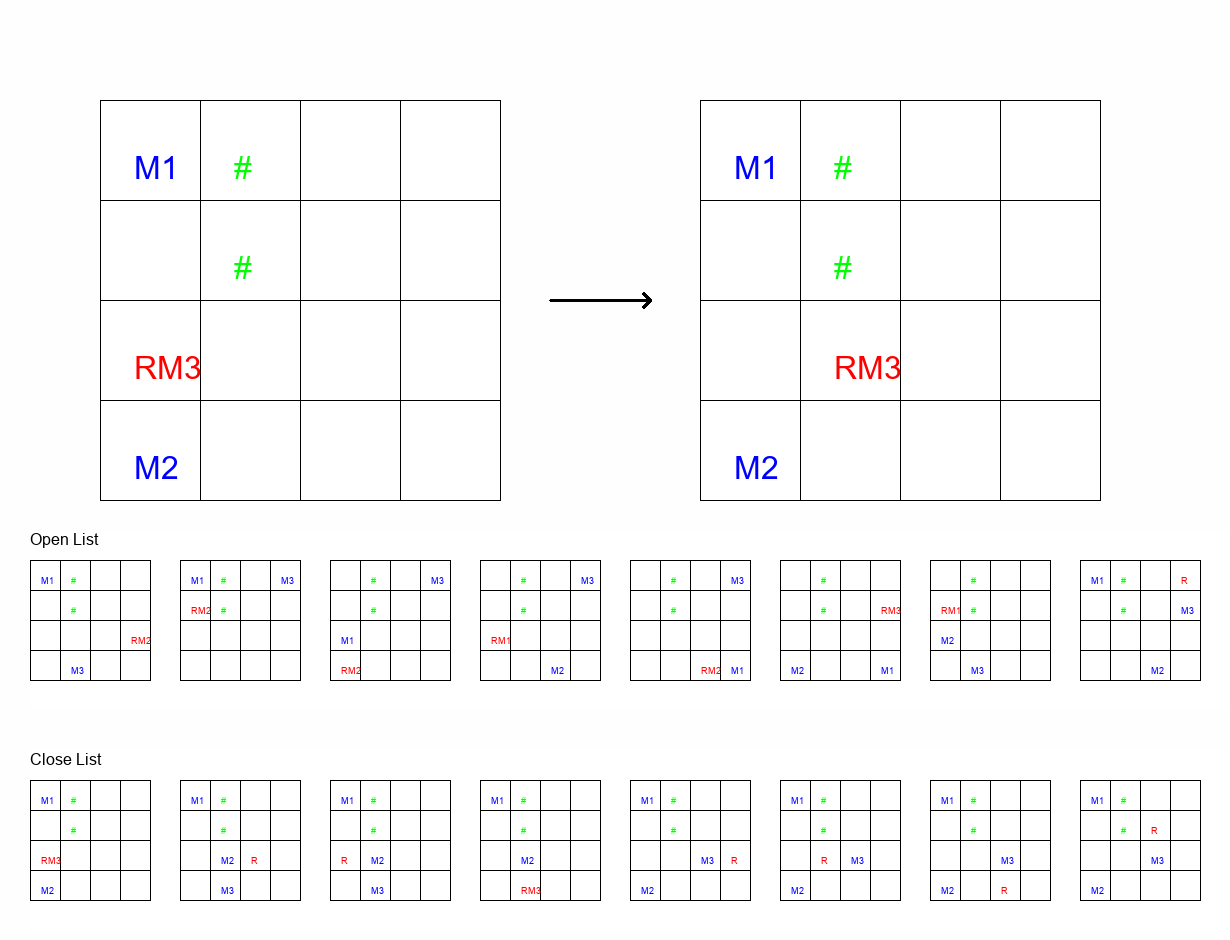 M1 # M1 #
# #
RM3 RM3
M2 M2
Open List
M1 # M1 # M3 # M3 # M3 # M3 # # M1 # R
# RM2 # # # # # RM3 RM1 # # M3
RM2 M1 RM1 M2
M3 RM2 M2 RM2 M1 M2 M1 M3 M2
Close List
M1 # M1 # M1 # M1 # M1 # M1 # M1 # M1 #
# # # # # # # # R
RM3 M2 R R M2 M2 M3 R R M3 M3 M3
M2 M3 M3 RM3 M2 M2 M2 R M2